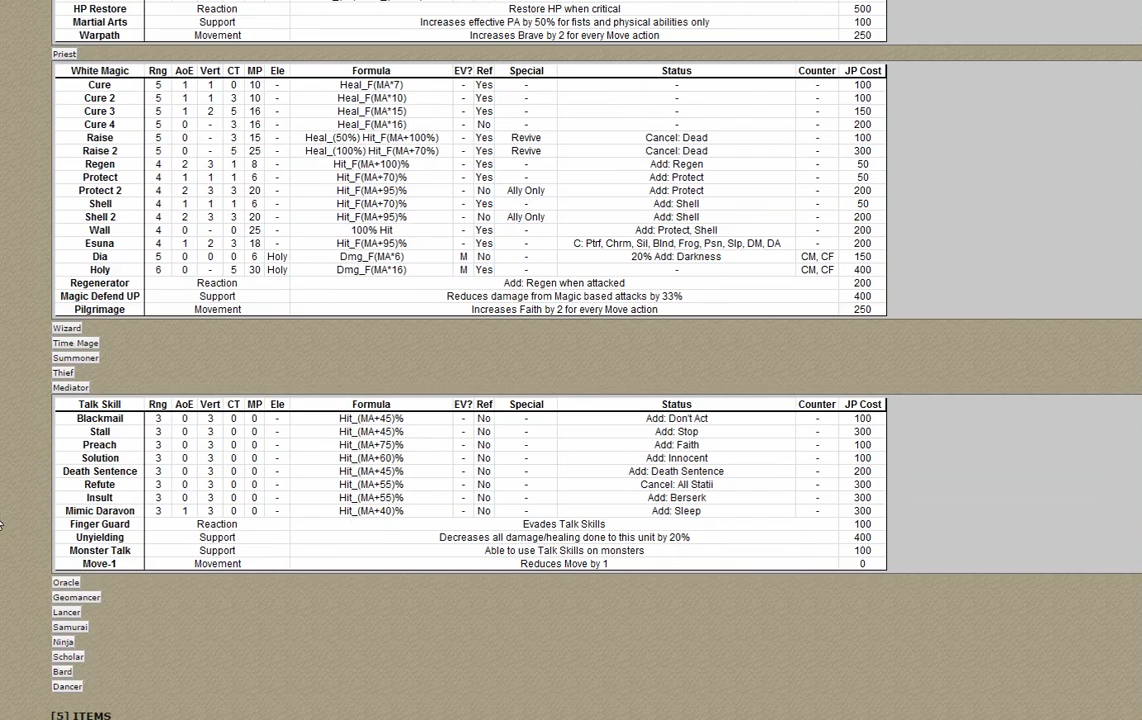 HP Restore Reaction Restore HP when critical 500
Martial Arts Support Increases effective PA by 50% for fists and physical abilities only 100
Warpath Movement Increases Brave by 2 for every Move action 250
Priest
White Magic Rng AoE Vert CT MP Ele Formula EV? Ref Special Status Counter JP Cost
Cure 5 1 1 0 10 - Heal_F(MA*7) - Yes - - - 100
Cure 2 5 1 1 3 10 - Heal_F(MA*10) - Yes - - - 100
Cure 3 5 1 2 5 16 - Heal_F(MA*15) - Yes - - - 150
Cure 4 5 0 - 3 16 - Heal_F(MA*16) - No - - - 200
Raise 5 0 - 3 15 - Heal_(50%) Hit_F(MA+100%) - Yes Revive Cancel: Dead - 100
Raise 2 5 0 - 5 25 - Heal_(100%) Hit_F(MA+70%) - Yes Revive Cancel: Dead - 300
Regen 4 2 3 1 8 - Hit_F(MA+100)% - Yes - Add: Regen - 50
Protect 4 1 1 1 6 - Hit_F(MA+70)% - Yes - Add: Protect - 50
Protect 2 4 2 3 3 20 - Hit_F(MA+95)% - No Ally Only Add: Protect - 200
Shell 4 1 1 1 6 - Hit_F(MA+70)% - Yes - Add: Shell - 50
Shell 2 4 2 3 3 20 - Hit_F(MA+95)% - No Ally Only Add: Shell - 200
Wall 4 0 - 0 25 - 100% Hit - Yes - Add: Protect, Shell - 200
Esuna 4 1 2 3 18 - Hit_F(MA+95)% - Yes - C: Ptrf, Chrm, Sil, Blnd, Frog, Psn, Slp, DM, DA - 200
Dia 5 0 0 0 6 Holy Dmg_F(MA*6) M No - 20% Add: Darkness CM, CF 150
Holy 6 0 - 5 30 Holy Dmg_F(MA*16) M Yes - - CM, CF 400
Regenerator Reaction Add: Regen when attacked 200
Magic Defend UP Support Reduces damage from Magic based attacks by 33% 400
Pilgrimage Movement Increases Faith by 2 for every Move action 250
Wizard
Time Mage
Summoner
Thief
Mediator
Talk Skill Rng AoE Vert CT MP Ele Formula EV? Ref Special Status Counter JP Cost
Blackmail 3 0 3 0 0 - Hit_(MA+45)% - No - Add: Don't Act - 100
Stall 3 0 3 0 0 - Hit_(MA+45)% - No - Add: Stop - 300
Preach 3 0 3 0 0 - Hit_(MA+75)% - No - Add: Faith - 100
Solution 3 0 3 0 0 - Hit_(MA+60)% - No - Add: Innocent - 100
Death Sentence 3 0 3 0 0 - Hit_(MA+45)% - No - Add: Death Sentence - 200
Refute 3 0 3 0 0 - Hit_(MA+55)% - No - Cancel: All Statii - 300
Insult 3 0 3 0 0 - Hit_(MA+55)% - No - Add: Berserk - 300
Mimic Daravon 3 1 3 0 0 - Hit_(MA+40)% - No - Add: Sleep - 300
Finger Guard Reaction Evades Talk Skills 100
Unyielding Support Decreases all damage/healing done to this unit by 20% 400
Monster Talk Support Able to use Talk Skills on monsters 100
Move-1 Movement Reduces Move by 1 0
Oracle
Geomancer
Lancer
Samurai
Ninja
Scholar
Bard
Dancer
[5] ITEMS